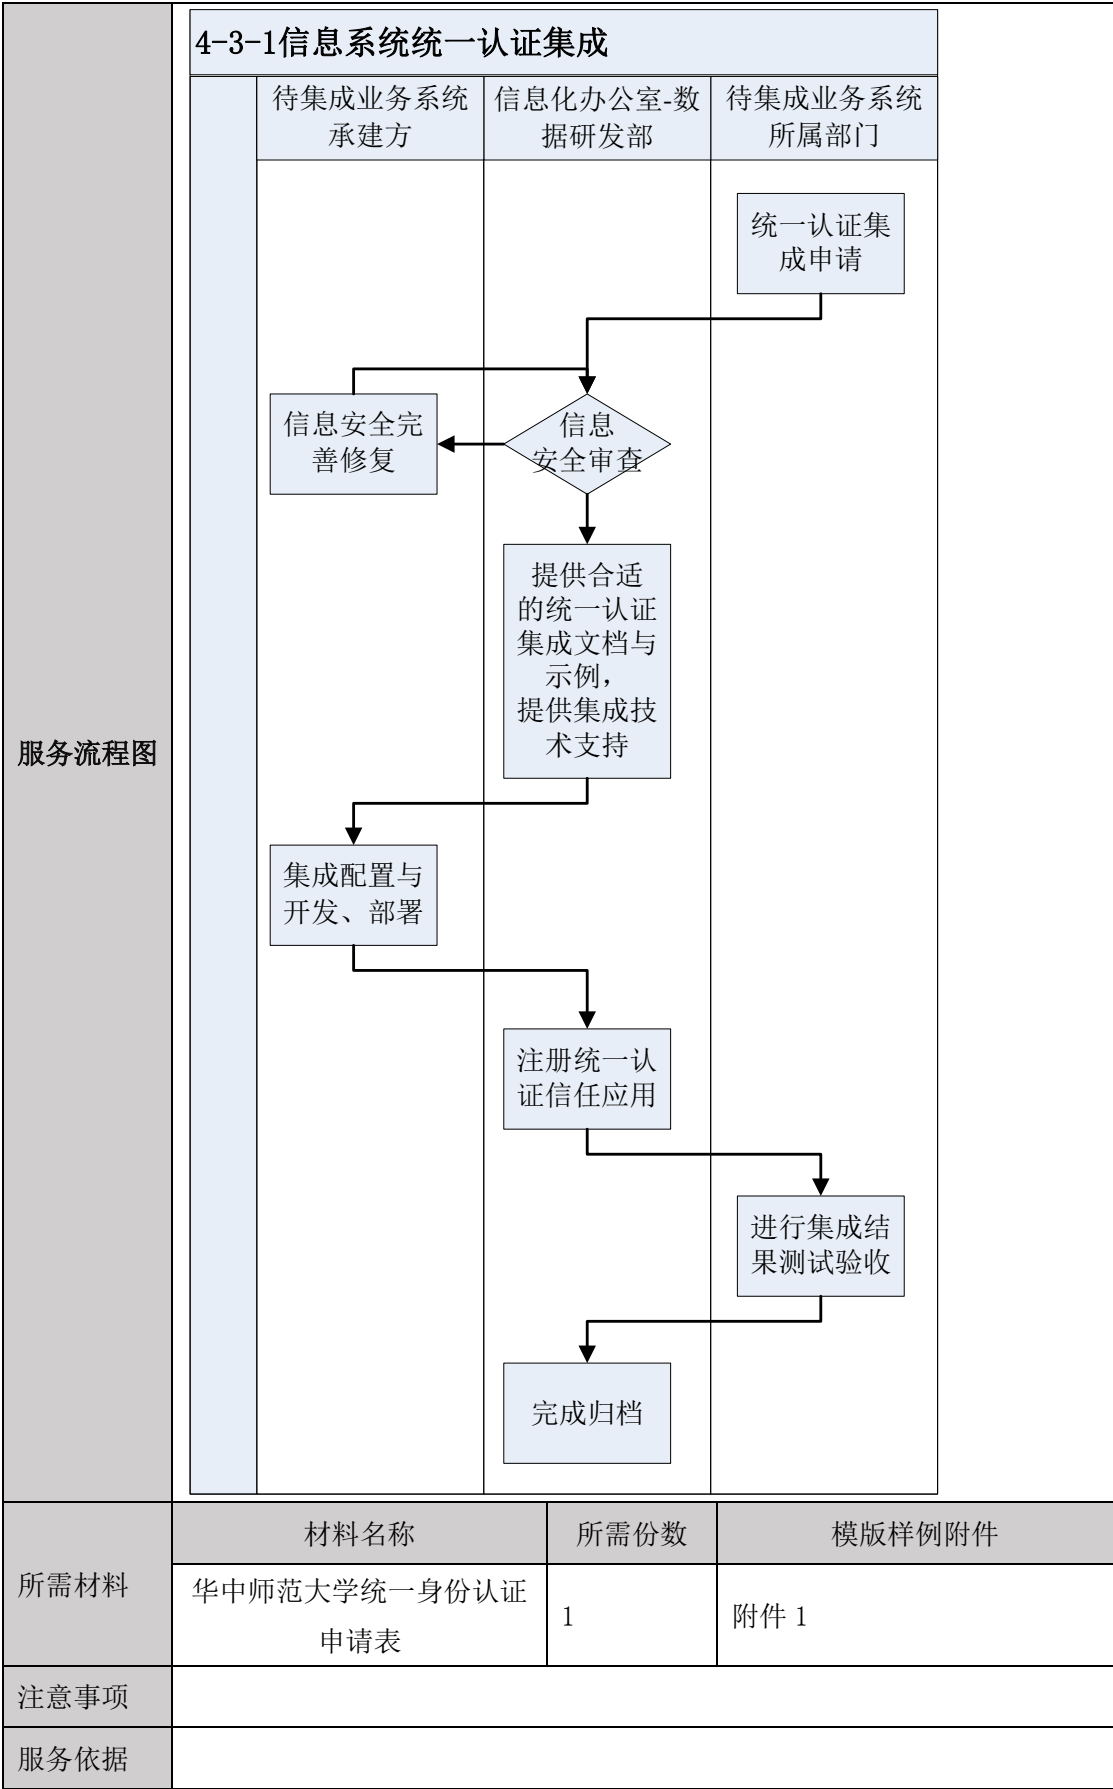 4-3-1信息系统统一认证集成
待集成业务系统
承建方
信息化办公室-数
据研发部
待集成业务系统
所属部门
统一认证集
成申请
信息安全完
善修复
信息
安全审查
提供合适
的统一认证
集成文档与
示例，
提供集成技
术支持
服务流程图
集成配置与
开发、部署
注册统一认
证信任应用
进行集成结
果测试验收
完成归档
所需材料
材料名称
所需份数
模版样例附件
华中师范大学统一身份认证
申请表
1
附件 1
注意事项
服务依据